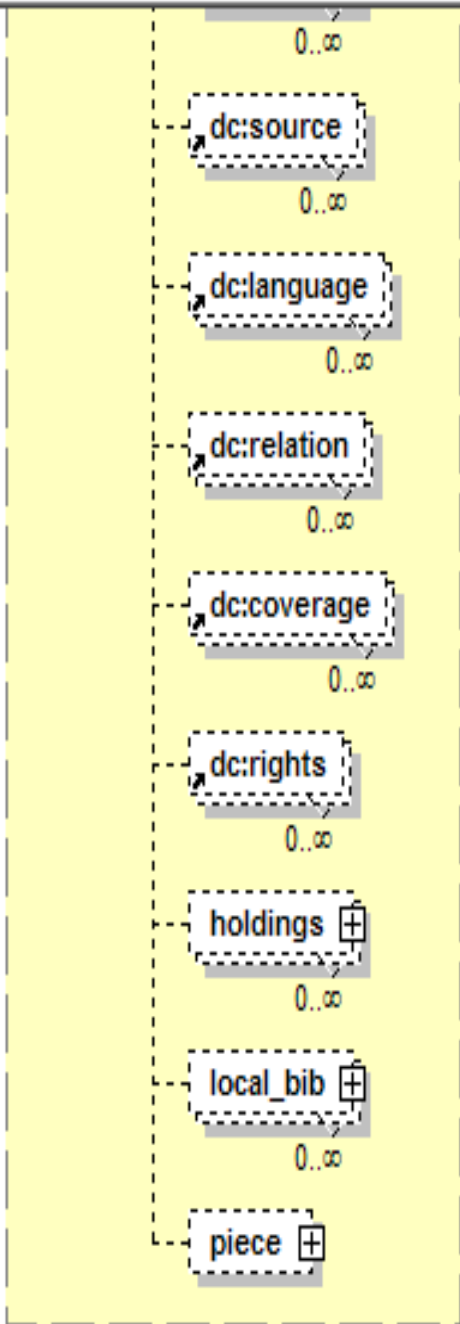 0..∞
dc:source
0..∞
dc:language
0..∞
dc:relation
0..∞
dc:coverage
0..∞
dc:rights
0..∞
holdings
0..∞
local_bib
0..∞
piece